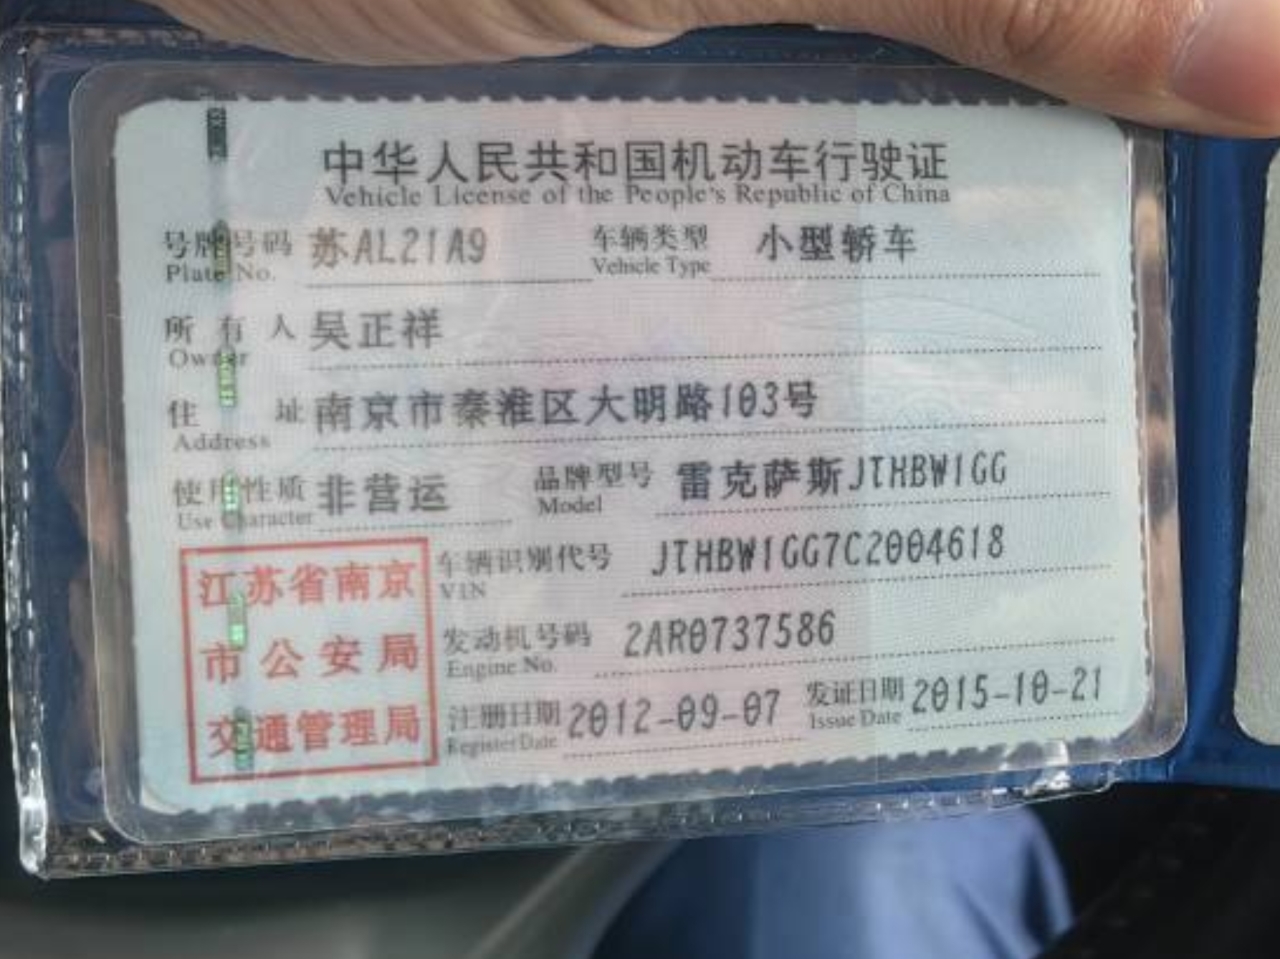 中华人民共和国机动车行驶证
Vehicle License of the People's Republic of China
号牌号码 苏AL21A9 车辆类型 小型轿车
Plate No. Vehicle Type
所有人 吴正祥
Owner
住址 南京市秦淮区大明路103号
Address
使用性质 非营运 品牌型号 雷克萨斯JTHBW1GG
Use Character Model
江苏省南京 车辆识别代号 JTHBW1GG7C2004618
VIN
市公安局 发动机号码 2AR0737586
Engine No.
交通管理局 注册日期 2012-09-07 发证日期 2015-10-21
Register Date Issue Date